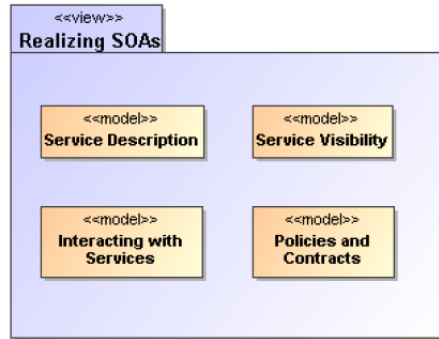 <<view>>
Realizing SOAs
<<model>>
Service Description
<<model>>
Service Visibility
<<model>>
Interacting with
Services
<<model>>
Policies and
Contracts